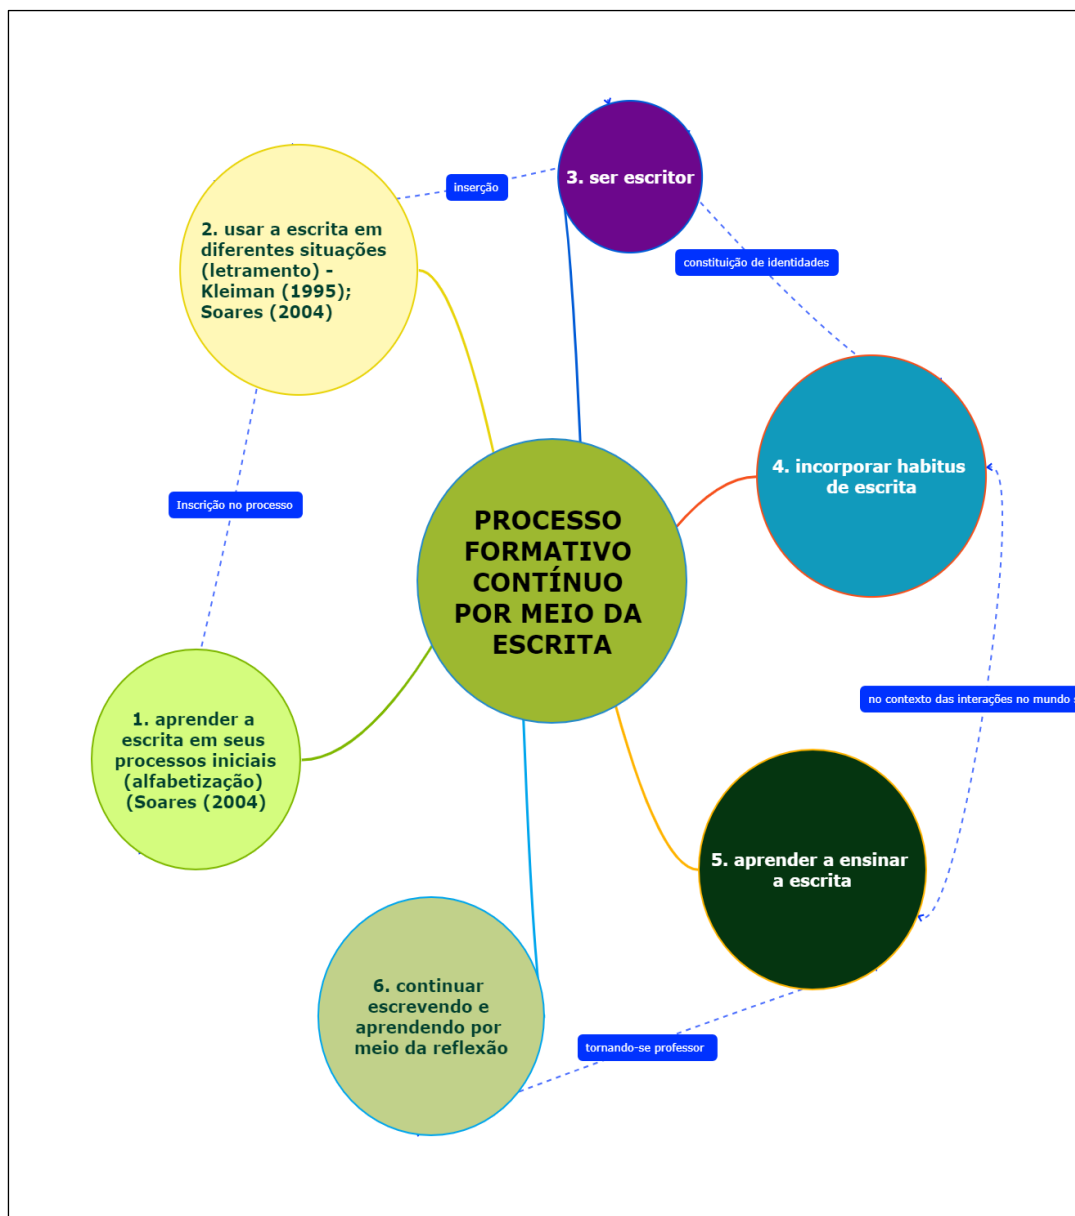 3. ser escritor
inserção
2. usar a escrita em
diferentes situações
(letramento) -
Kleiman (1995);
Soares (2004)
constituição de identidades
4. incorporar habitus
de escrita
Inscrição no processo
PROCESSO
FORMATIVO
CONTÍNUO
POR MEIO DA
ESCRITA
no contexto das interações no mundo
1. aprender a
escrita em seus
processos iniciais
(alfabetização)
(Soares (2004)
5. aprender a ensinar
a escrita
6. continuar
escrevendo e
aprendendo por
meio da reflexão
tornando-se professor